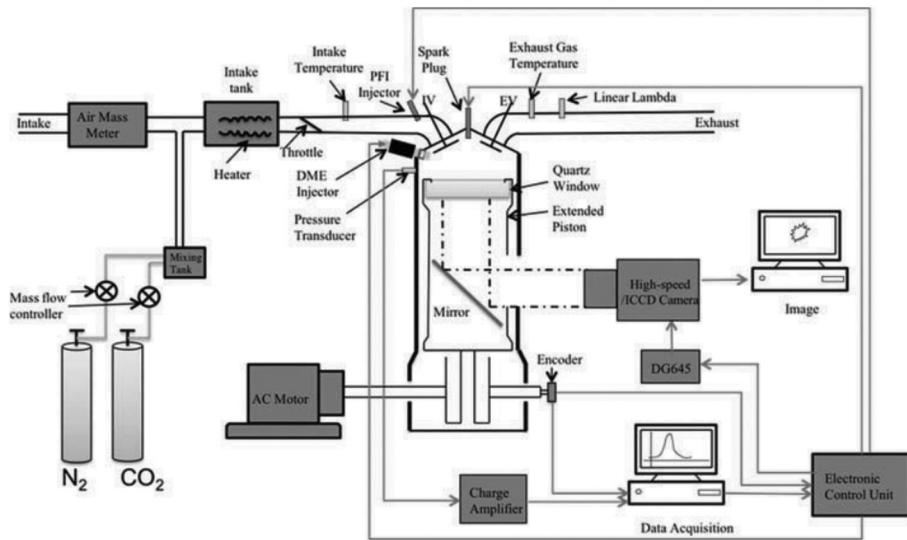 Intake
Air Mass
Meter
Intake
tank
Heater
Throttle
Intake
Temperature
PFI
Injector
IV
Spark
Plug
EV
Exhaust Gas
Temperature
Linear Lambda
Exhaust
DME
Injector
Pressure
Transducer
Quartz
Window
Extended
Piston
Mixing
Tank
Mass flow
controller
N2
CO2
Mirror
High-speed
/ICCD Camera
Image
DG645
AC Motor
Encoder
Charge
Amplifier
Data Acquisition
Electronic
Control Unit